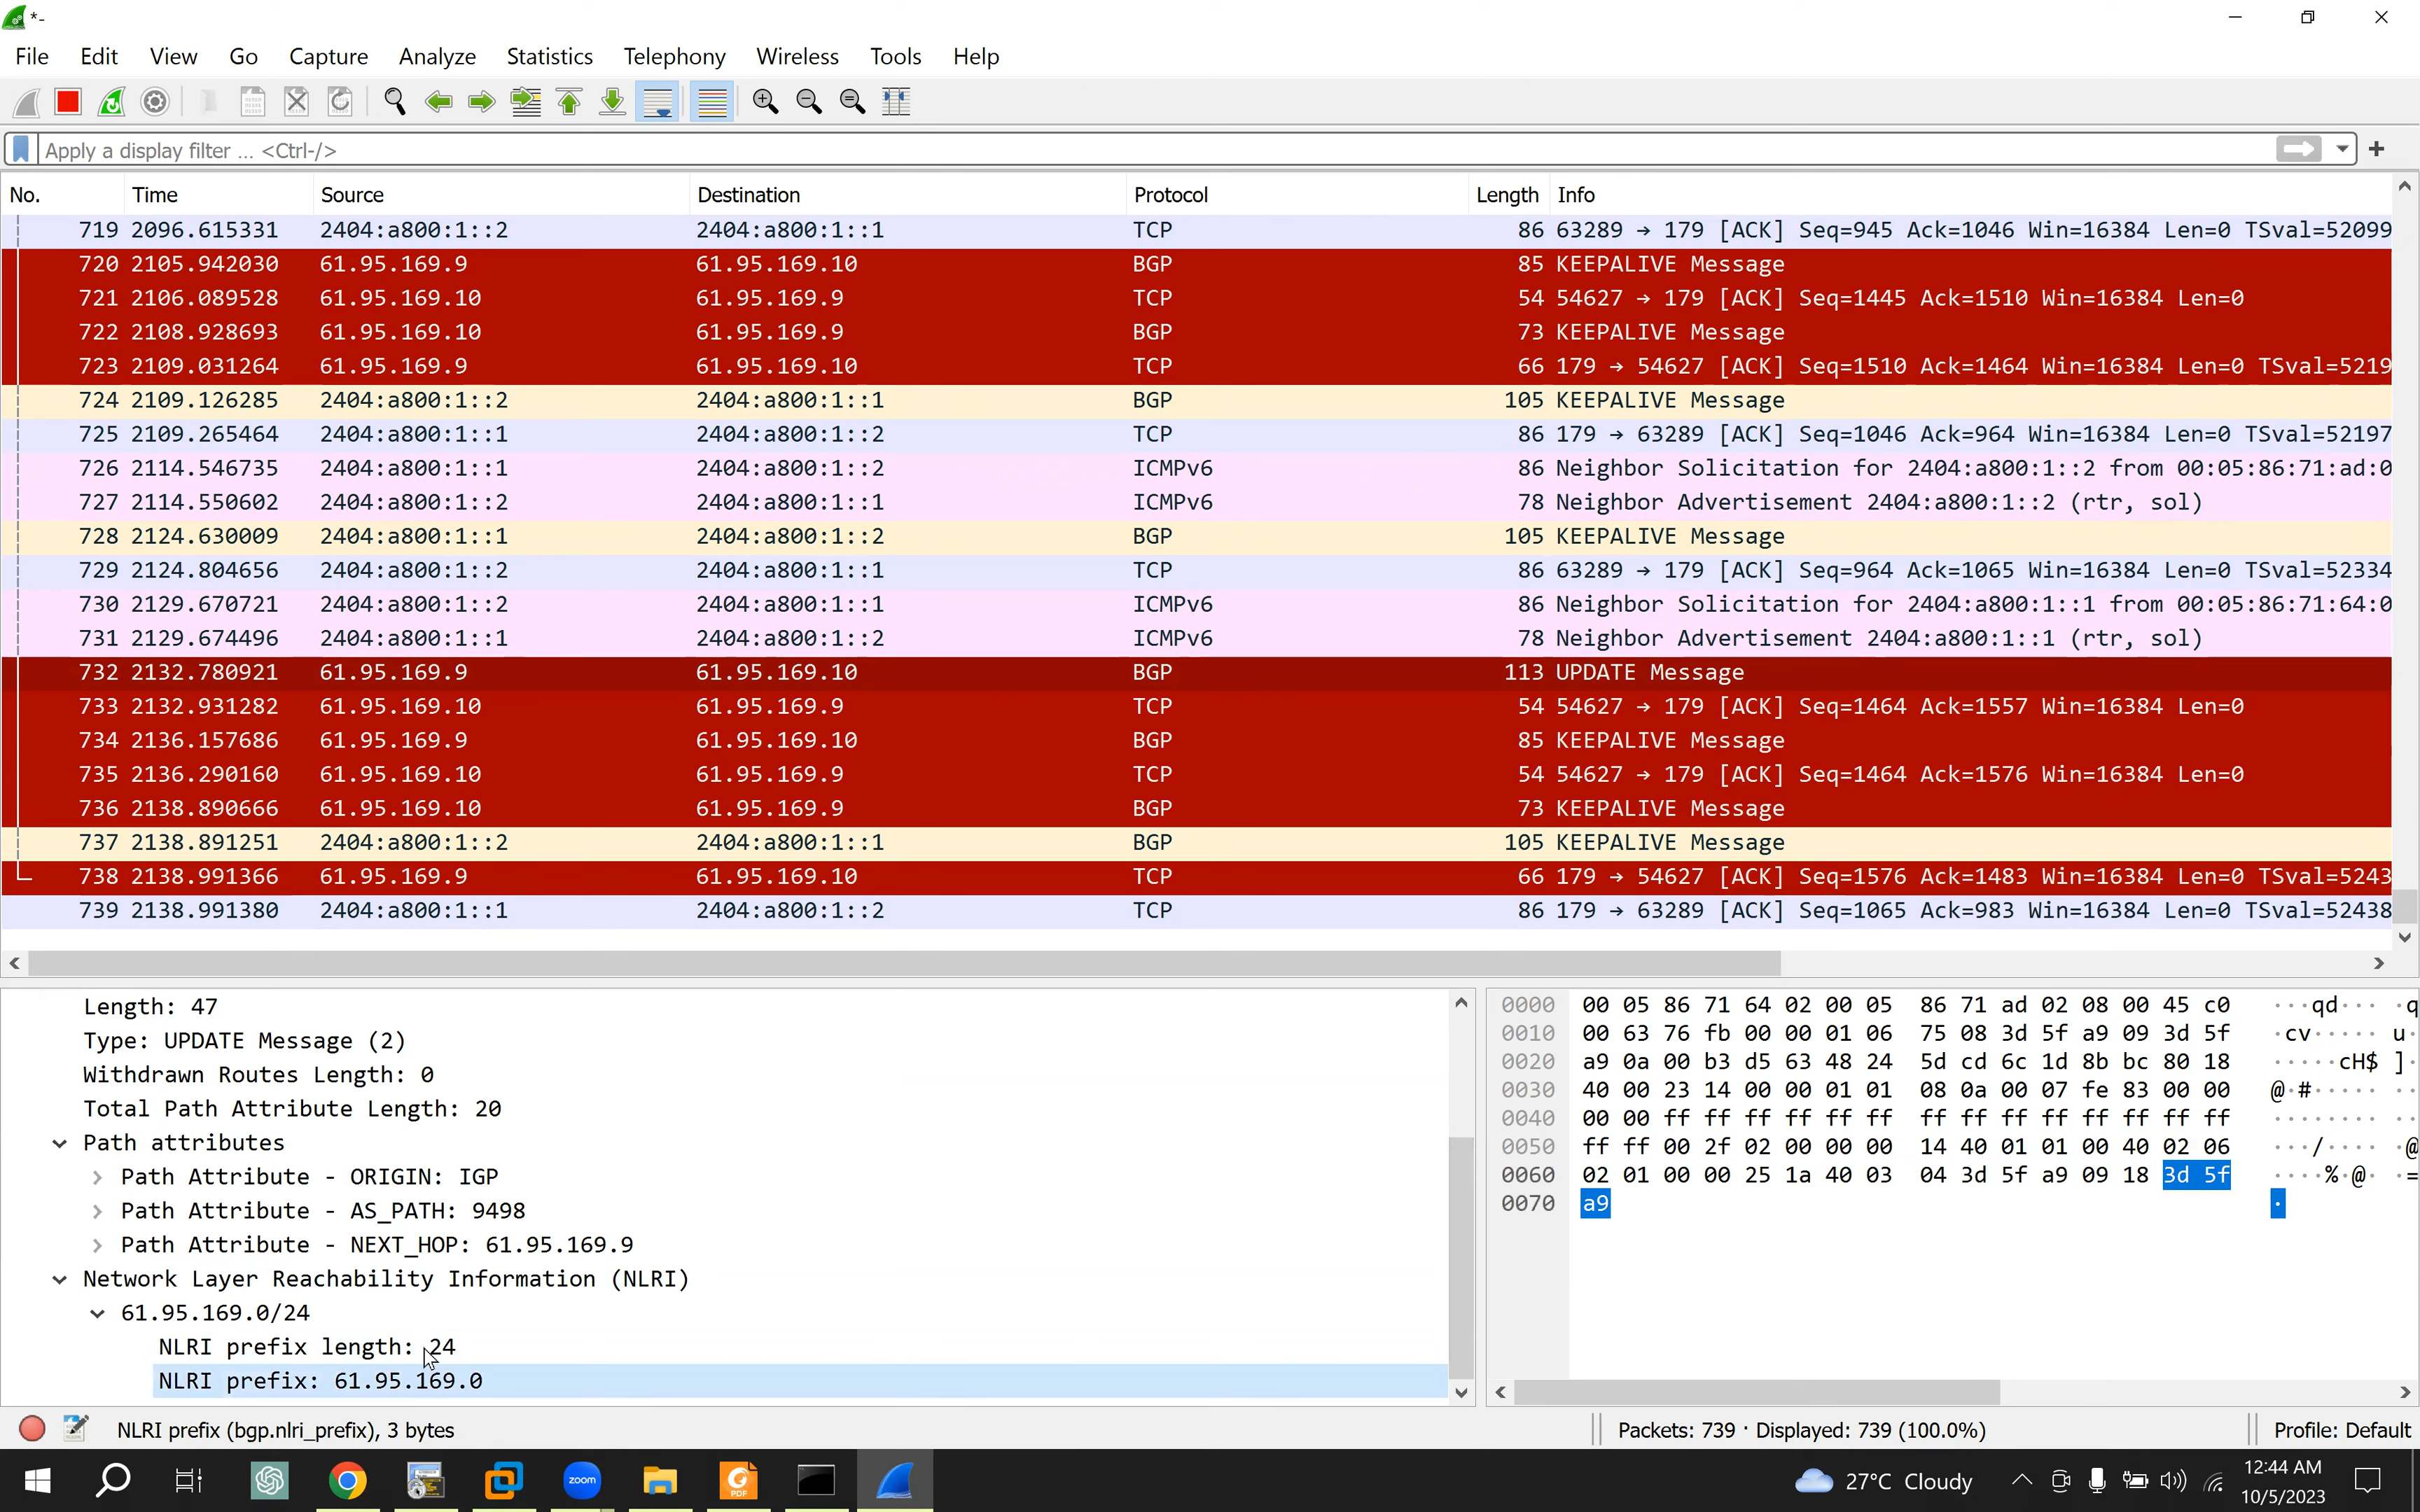 *-
File Edit View Go Capture Analyze Statistics Telephony Wireless Tools Help
Apply a display filter ... <Ctrl-/>
No. Time Source Destination Protocol Length Info
719 2096.615331 2404:a800:1::2 2404:a800:1::1 TCP 86 63289 → 179 [ACK] Seq=945 Ack=1046 Win=16384 Len=0 TSval=52099
720 2105.942030 61.95.169.9 61.95.169.10 BGP 85 KEEPALIVE Message
721 2106.089528 61.95.169.10 61.95.169.9 TCP 54 54627 → 179 [ACK] Seq=1445 Ack=1510 Win=16384 Len=0
722 2108.928693 61.95.169.10 61.95.169.9 BGP 73 KEEPALIVE Message
723 2109.031264 61.95.169.9 61.95.169.10 TCP 66 179 → 54627 [ACK] Seq=1510 Ack=1464 Win=16384 Len=0 TSval=5219
724 2109.126285 2404:a800:1::2 2404:a800:1::1 BGP 105 KEEPALIVE Message
725 2109.265464 2404:a800:1::1 2404:a800:1::2 TCP 86 179 → 63289 [ACK] Seq=1046 Ack=964 Win=16384 Len=0 TSval=52197
726 2114.546735 2404:a800:1::1 2404:a800:1::2 ICMPv6 86 Neighbor Solicitation for 2404:a800:1::2 from 00:05:86:71:ad:0
727 2114.550602 2404:a800:1::2 2404:a800:1::1 ICMPv6 78 Neighbor Advertisement 2404:a800:1::2 (rtr, sol)
728 2124.630009 2404:a800:1::1 2404:a800:1::2 BGP 105 KEEPALIVE Message
729 2124.804656 2404:a800:1::2 2404:a800:1::1 TCP 86 63289 → 179 [ACK] Seq=964 Ack=1065 Win=16384 Len=0 TSval=52334
730 2129.670721 2404:a800:1::2 2404:a800:1::1 ICMPv6 86 Neighbor Solicitation for 2404:a800:1::1 from 00:05:86:71:64:0
731 2129.674496 2404:a800:1::1 2404:a800:1::2 ICMPv6 78 Neighbor Advertisement 2404:a800:1::1 (rtr, sol)
732 2132.780921 61.95.169.9 61.95.169.10 BGP 113 UPDATE Message
733 2132.931282 61.95.169.10 61.95.169.9 TCP 54 54627 → 179 [ACK] Seq=1464 Ack=1557 Win=16384 Len=0
734 2136.157686 61.95.169.9 61.95.169.10 BGP 85 KEEPALIVE Message
735 2136.290160 61.95.169.10 61.95.169.9 TCP 54 54627 → 179 [ACK] Seq=1464 Ack=1576 Win=16384 Len=0
736 2138.890666 61.95.169.10 61.95.169.9 BGP 73 KEEPALIVE Message
737 2138.891251 2404:a800:1::2 2404:a800:1::1 BGP 105 KEEPALIVE Message
738 2138.991366 61.95.169.9 61.95.169.10 TCP 66 179 → 54627 [ACK] Seq=1576 Ack=1483 Win=16384 Len=0 TSval=5243
739 2138.991380 2404:a800:1::1 2404:a800:1::2 TCP 86 179 → 63289 [ACK] Seq=1065 Ack=983 Win=16384 Len=0 TSval=52438
Length: 47
Type: UPDATE Message (2)
Withdrawn Routes Length: 0
Total Path Attribute Length: 20
Path attributes
Path Attribute - ORIGIN: IGP
Path Attribute - AS_PATH: 9498
Path Attribute - NEXT_HOP: 61.95.169.9
Network Layer Reachability Information (NLRI)
61.95.169.0/24
NLRI prefix length: 24
NLRI prefix: 61.95.169.0
0000 00 05 86 71 64 02 00 05 86 71 ad 02 08 00 45 c0 ···qd··· ·q
0010 00 63 76 fb 00 00 01 06 75 08 3d 5f a9 09 3d 5f ·cv····· u·
0020 a9 0a 00 b3 d5 63 48 24 5d cd 6c 1d 8b bc 80 18 ·····cH$ ]·
0030 40 00 23 14 00 00 01 01 08 0a 00 07 fe 83 00 00 @·#····· ··
0040 00 00 ff ff ff ff ff ff ff ff ff ff ff ff ff ff ········ ··
0050 ff ff 00 2f 02 00 00 00 14 40 01 01 00 40 02 06 ···/···· ·@
0060 02 01 00 00 25 1a 40 03 04 3d 5f a9 09 18 3d 5f ····%·@· ·=
0070 a9 ·
NLRI prefix (bgp.nlri_prefix), 3 bytes
Packets: 739 · Displayed: 739 (100.0%)
Profile: Default
zoom
PDF
27°C Cloudy
12:44 AM
10/5/2023